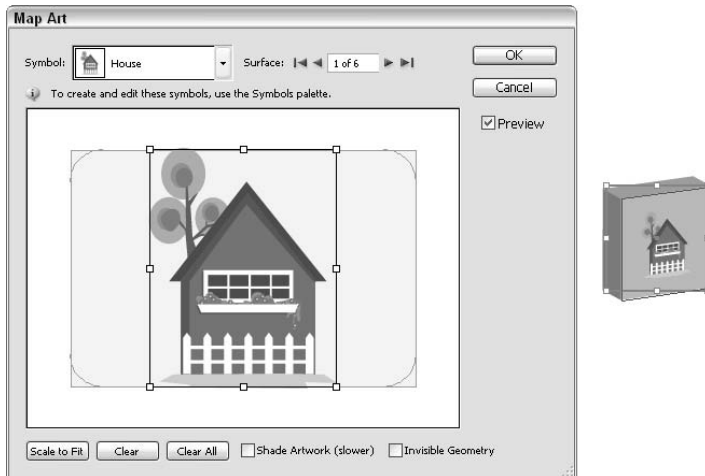 Map Art
Symbol: House Surface: 1 of 6 OK
To create and edit these symbols, use the Symbols palette. Cancel
Preview
Scale to Fit Clear Clear All Shade Artwork (slower) Invisible Geometry